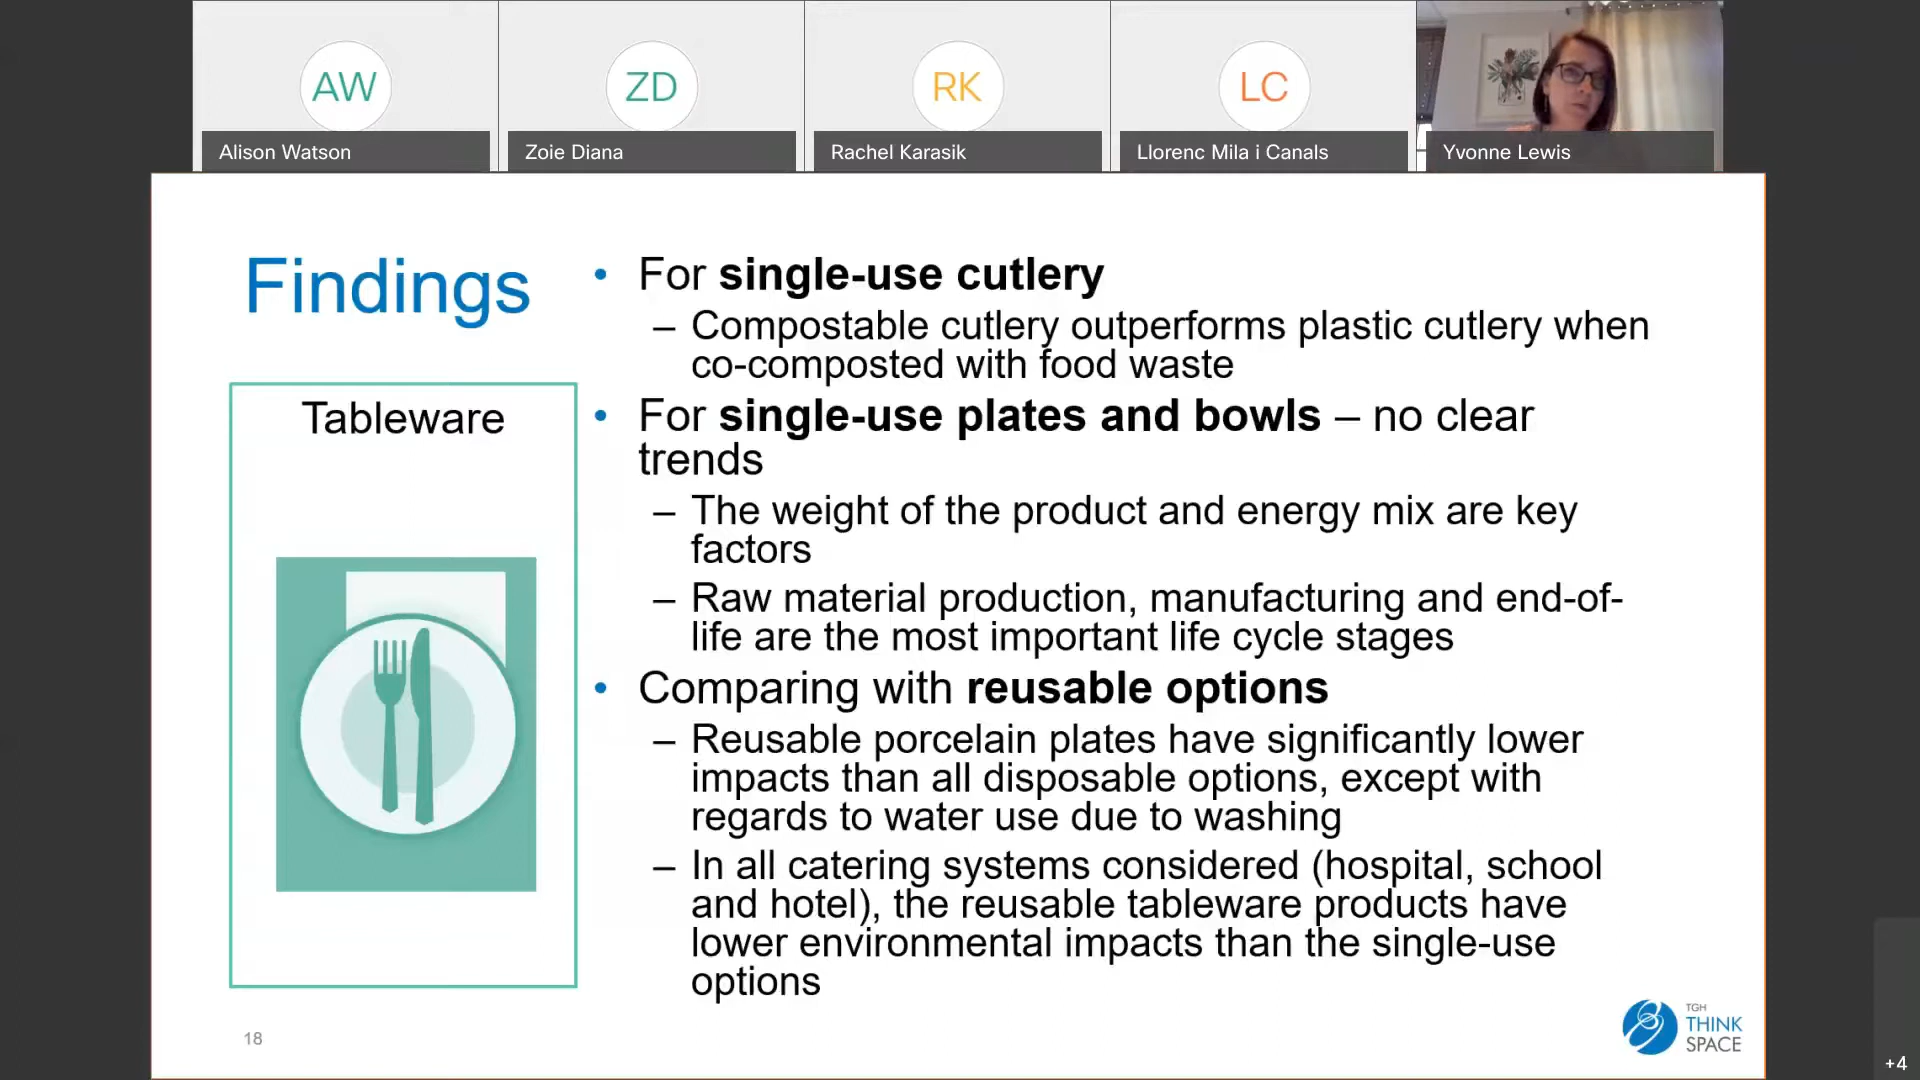 AW
ZD
RK
LC
Alison Watson
Zoie Diana
Rachel Karasik
Llorenc Mila i Canals
Yvonne Lewis
Findings
Tableware
• For single-use cutlery
– Compostable cutlery outperforms plastic cutlery when
co-composted with food waste
• For single-use plates and bowls – no clear
trends
– The weight of the product and energy mix are key
factors
– Raw material production, manufacturing and end-of-
life are the most important life cycle stages
• Comparing with reusable options
– Reusable porcelain plates have significantly lower
impacts than all disposable options, except with
regards to water use due to washing
– In all catering systems considered (hospital, school
and hotel), the reusable tableware products have
lower environmental impacts than the single-use
options
18
TGH
THINK
SPACE
+4